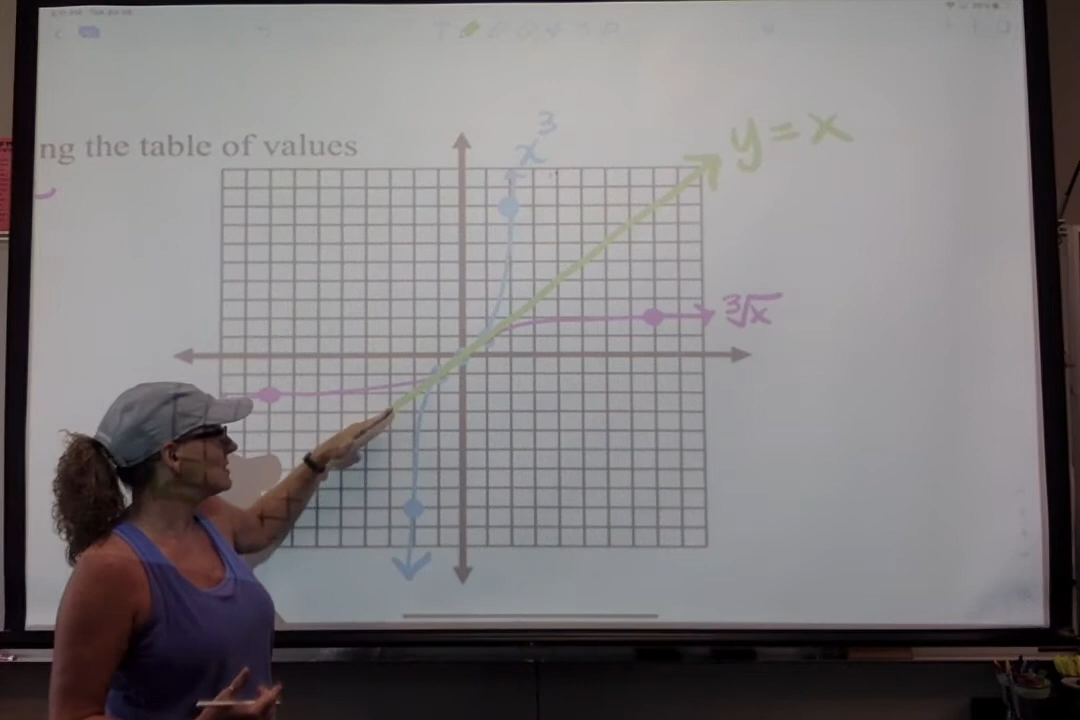 ng the table of values
x³
y = x
∛x